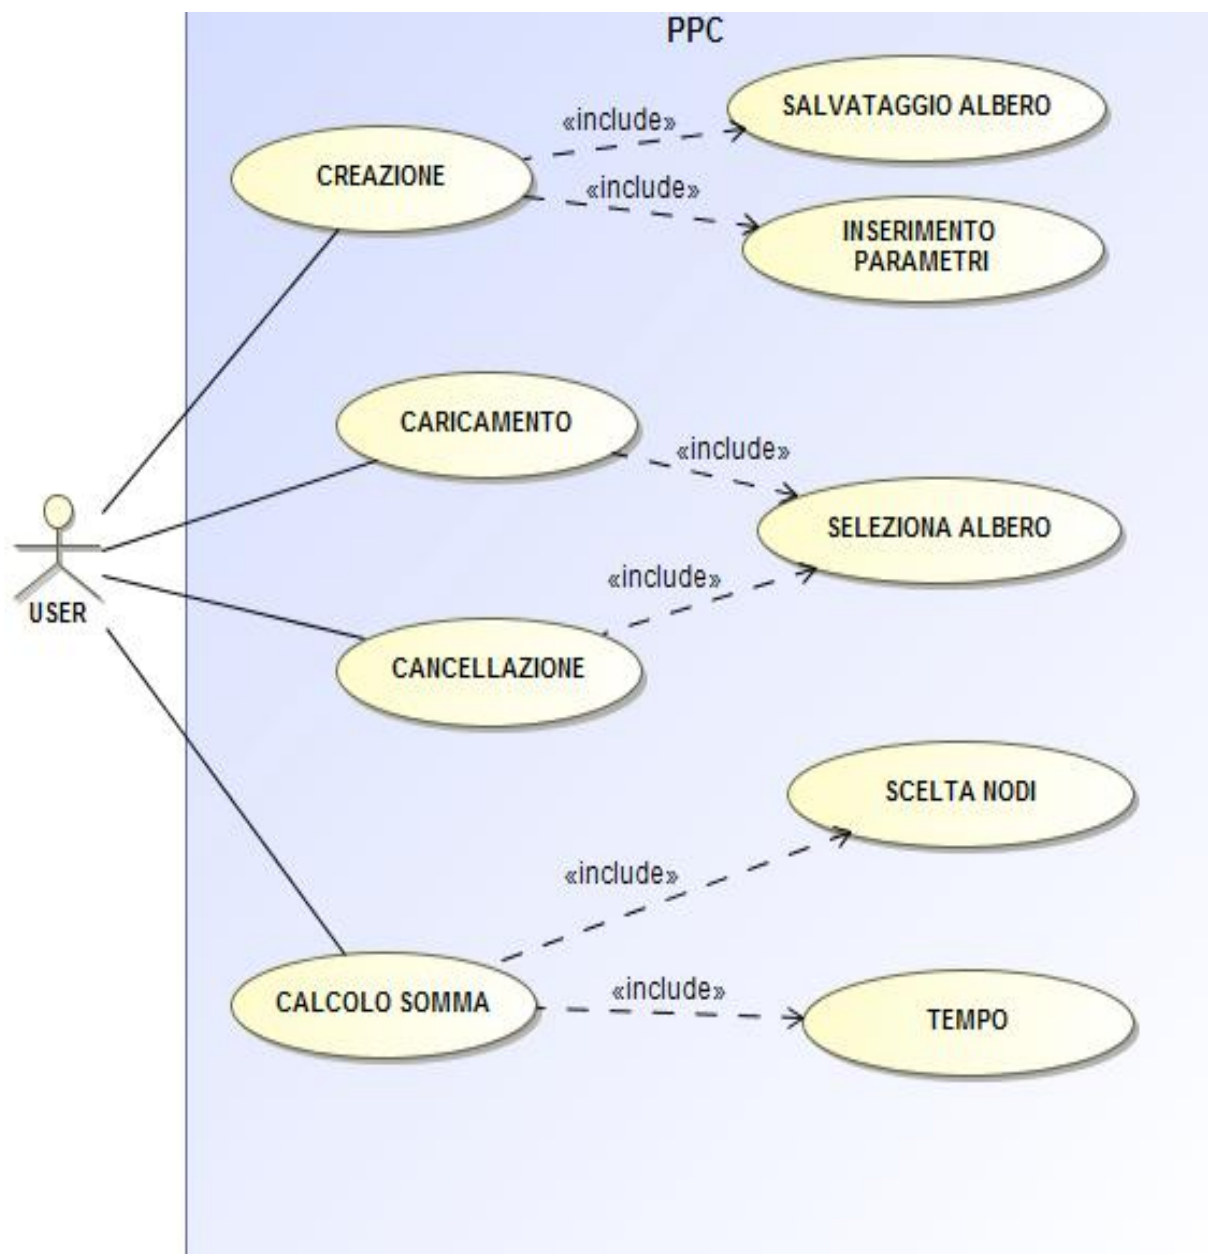 PPC
«include»
SALVATAGGIO ALBERO
CREAZIONE
«include»
INSERIMENTO
PARAMETRI
CARICAMENTO
«include»
SELEZIONA ALBERO
«include»
USER
CANCELLAZIONE
SCELTA NODI
«include»
CALCOLO SOMMA
«include»
TEMPO